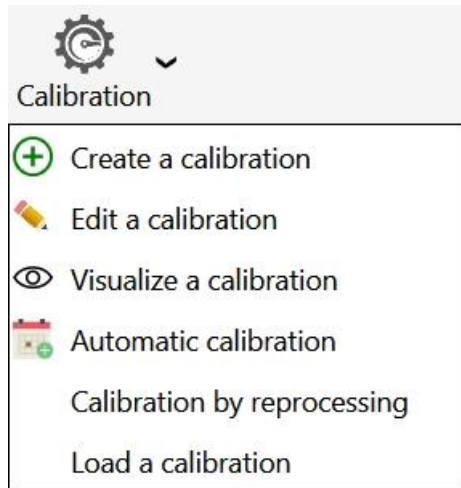 Calibration
Create a calibration
Edit a calibration
Visualize a calibration
Automatic calibration
Calibration by reprocessing
Load a calibration